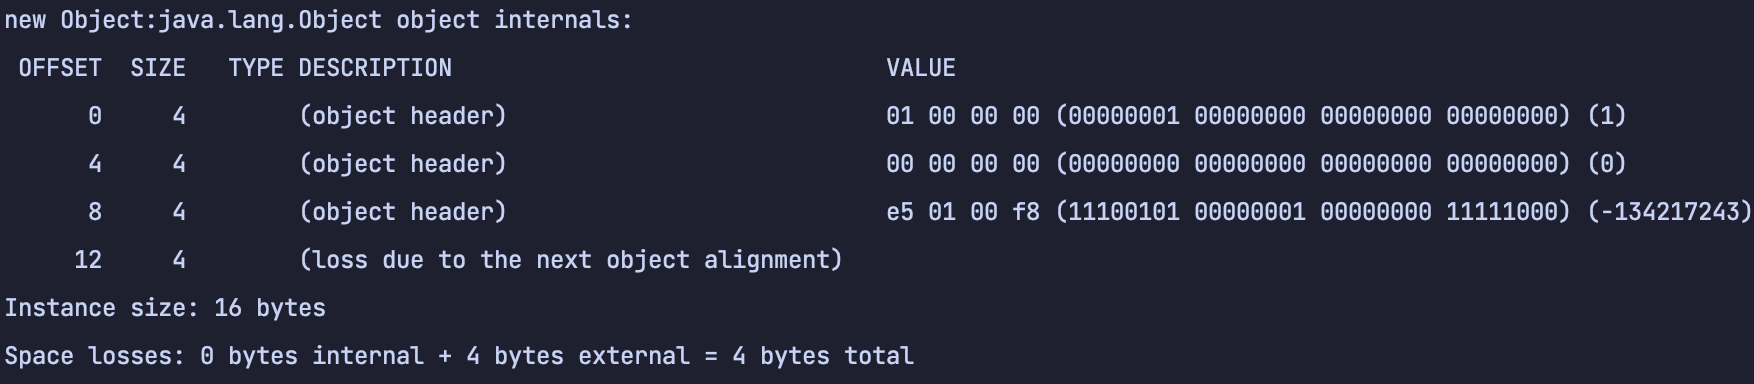 new Object:java.lang.Object object internals:
 OFFSET  SIZE   TYPE DESCRIPTION                               VALUE
      0     4        (object header)                           01 00 00 00 (00000001 00000000 00000000 00000000) (1)
      4     4        (object header)                           00 00 00 00 (00000000 00000000 00000000 00000000) (0)
      8     4        (object header)                           e5 01 00 f8 (11100101 00000001 00000000 11111000) (-134217243)
     12     4        (loss due to the next object alignment)
Instance size: 16 bytes
Space losses: 0 bytes internal + 4 bytes external = 4 bytes total